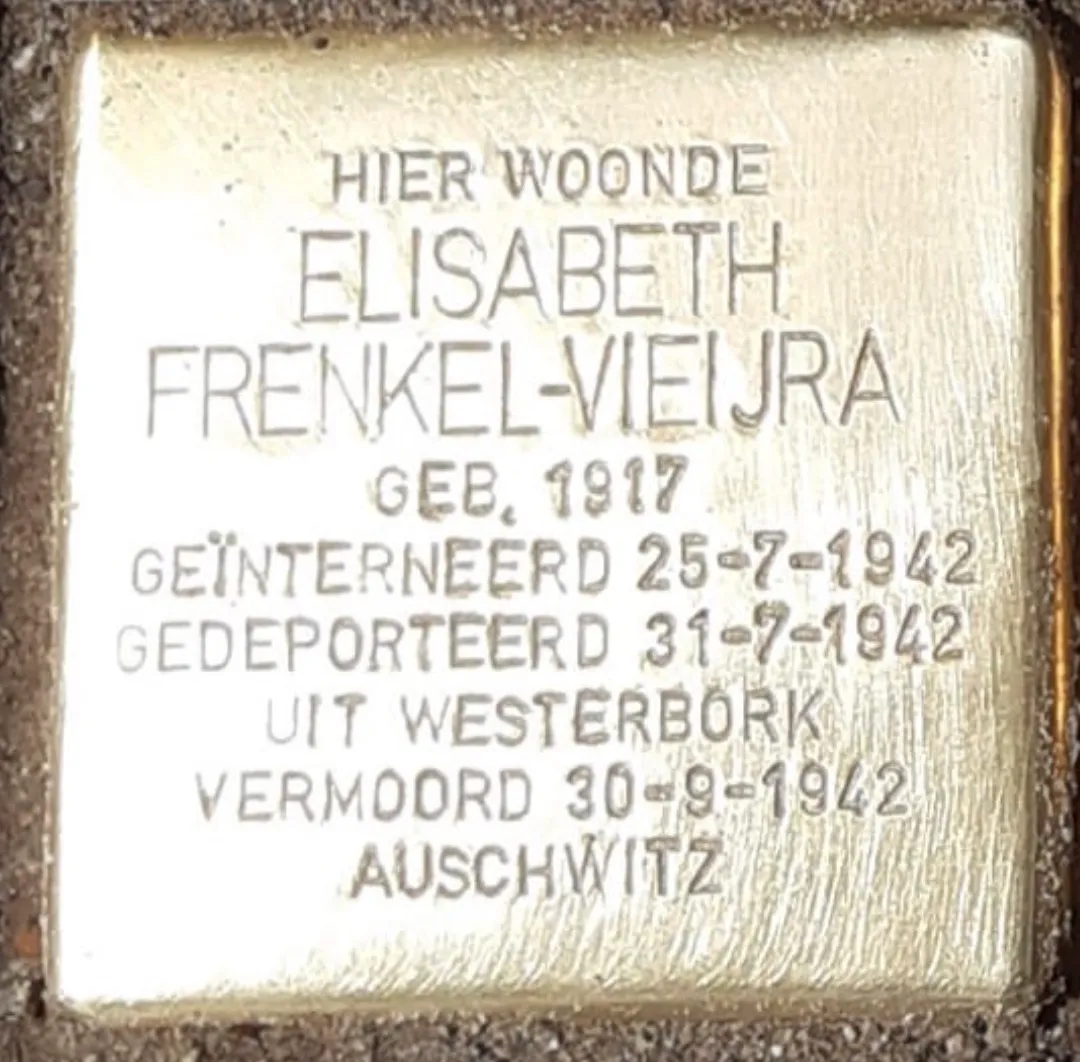 HIER WOONDE
ELISABETH
FRENKEL-VIEIJRA
GEB. 1917
GEÏNTERNEERD 25-7-1942
GEDEPORTEERD 31-7-1942
UIT WESTERBORK
VERMOORD 30-9-1942
AUSCHWITZ